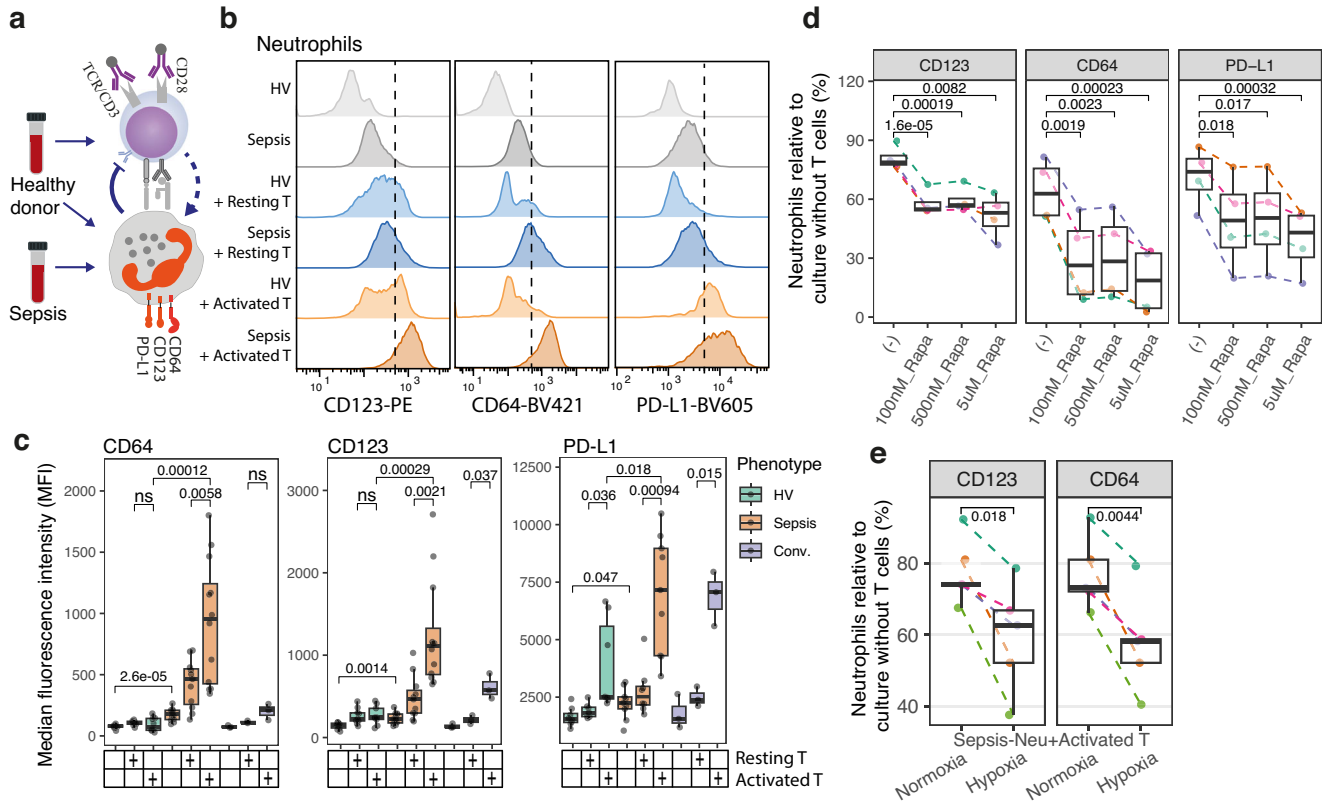 a
TCR/CD3
CD28
Healthy
donor
Sepsis
PD-L1
CD123
CD64
b
Neutrophils
HV
Sepsis
HV
+ Resting T
Sepsis
+ Resting T
HV
+ Activated T
Sepsis
+ Activated T
10¹ 10³
10¹ 10³
10² 10⁴
CD123-PE
CD64-BV421
PD-L1-BV605
c
Median fluorescence intensity (MFI)
CD64
2000
1500
1000
500
0
0.00012
ns
0.0058
ns
2.6e-05
CD123
3000
2000
1000
0
0.00029
ns
0.0021
0.037
0.0014
PD-L1
12500
10000
7500
5000
2500
0.018
0.036
0.00094
0.015
0.047
Phenotype
HV
Sepsis
Conv.
+ + +
+ + +
+ + +
+ + +
+ + +
+ + +
Resting T
Activated T
d
Neutrophils relative to
culture without T cells (%)
CD123
CD64
PD−L1
120
90
60
30
0
0.0082
0.00019
1.6e-05
0.00023
0.0023
0.0019
0.00032
0.017
0.018
(-)
100nM_Rapa
500nM_Rapa
5uM_Rapa
(-)
100nM_Rapa
500nM_Rapa
5uM_Rapa
(-)
100nM_Rapa
500nM_Rapa
5uM_Rapa
e
Neutrophils relative to
culture without T cells (%)
CD123
CD64
80
60
40
0.018
0.0044
Sepsis-Neu+Activated T
Normoxia
Hypoxia
Normoxia
Hypoxia